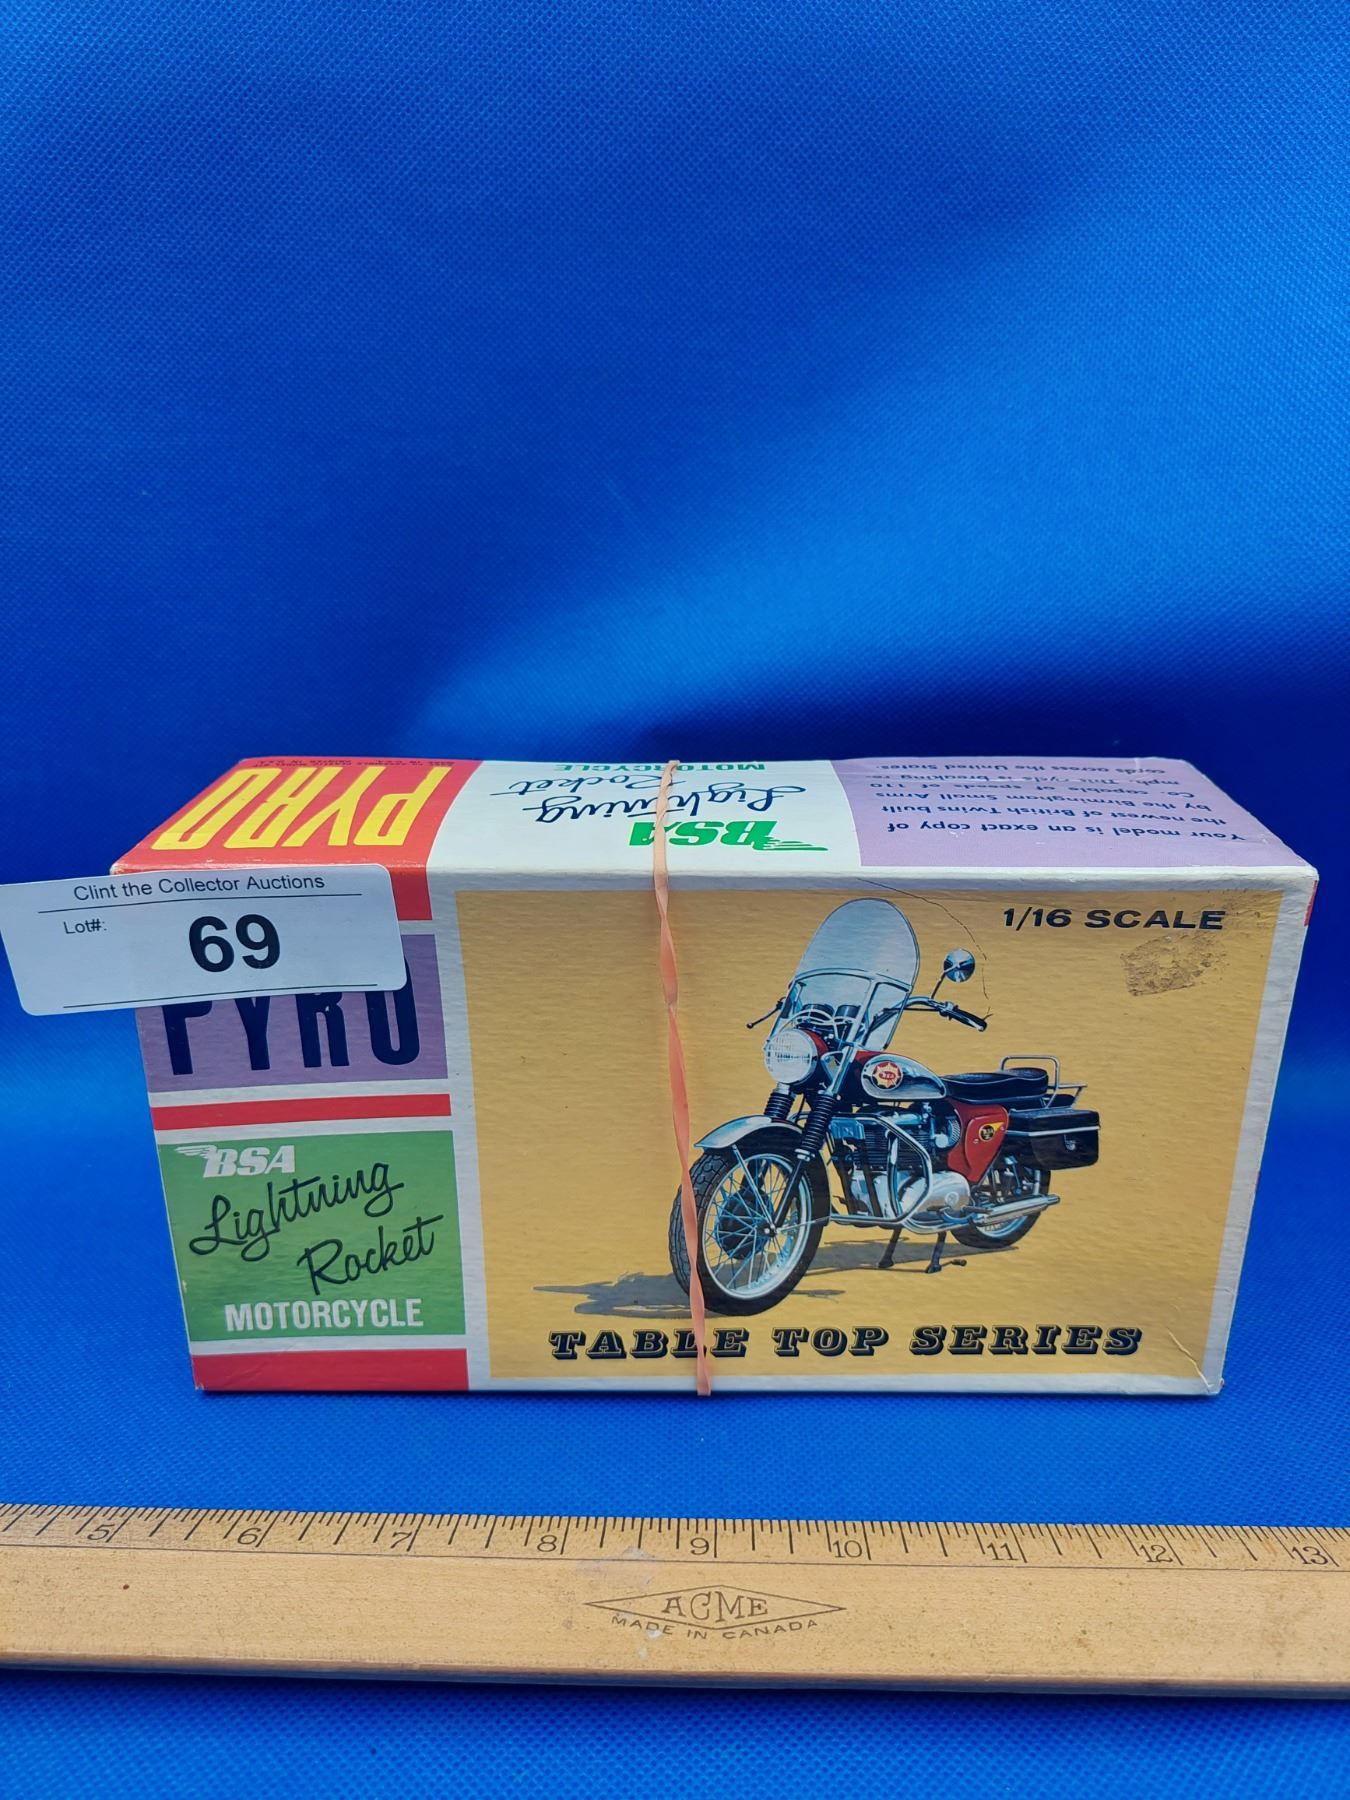 PYRO
BSA
Lightning
Rocket
MOTORCYCLE
Your model is an exact copy of
the newest of British Twins built
by the Birmingham Small Arms
Co. capable of speeds of 110
mph. This cycle is breaking re-
cords across the United States
Clint the Collector Auctions
Lot#:
69
PYRO
BSA
Lightning
Rocket
MOTORCYCLE
1/16 SCALE
BSA
TABLE TOP SERIES
5 6 7 8 9 10 11 12 13
ACME
MADE IN CANADA